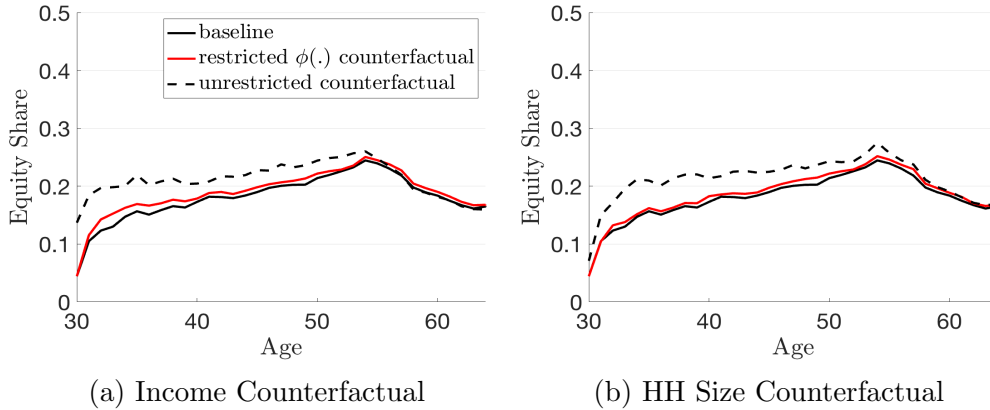 0.5
0.4
0.3
0.2
0.1
0
Equity Share
baseline
restricted ϕ(.) counterfactual
unrestricted counterfactual
30 40 50 60
Age
(a) Income Counterfactual
0.5
0.4
0.3
0.2
0.1
0
Equity Share
30 40 50 60
Age
(b) HH Size Counterfactual